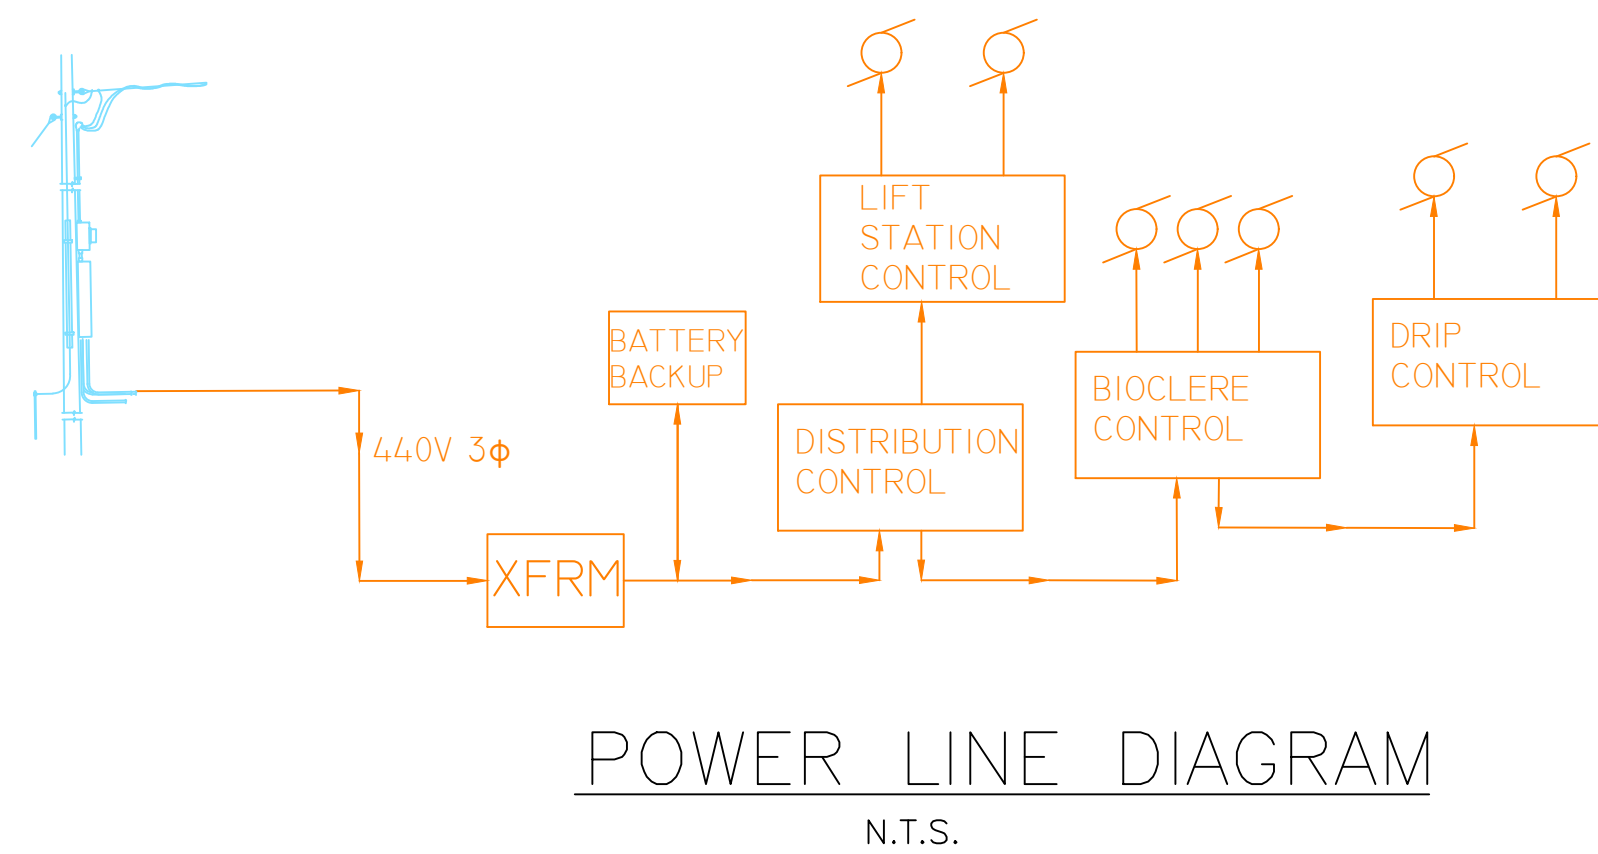 LIFT
STATION
CONTROL
BATTERY
BACKUP
DRIP
CONTROL
BIOCLERE
CONTROL
440V 3ϕ
DISTRIBUTION
CONTROL
XFRM
POWER LINE DIAGRAM
N.T.S.